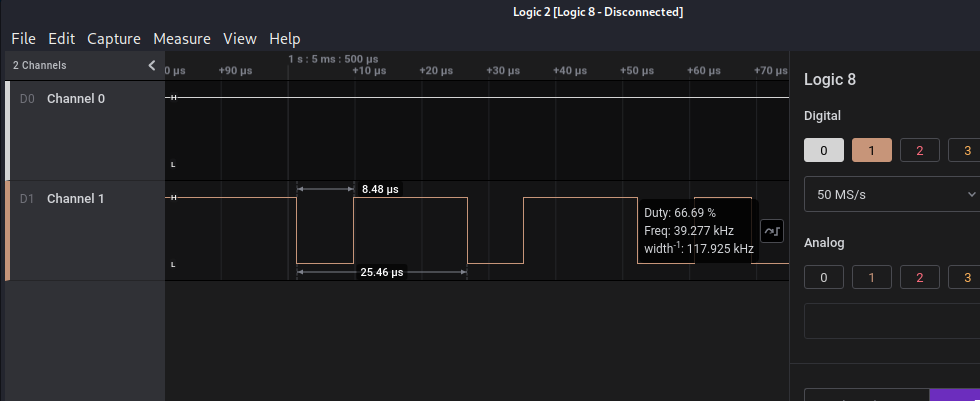 Logic 2 [Logic 8 - Disconnected]
File Edit Capture Measure View Help
2 Channels
1 s : 5 ms : 500 µs
0 µs +90 µs +10 µs +20 µs +30 µs +40 µs +50 µs +60 µs +70 µs
D0 Channel 0
H
L
D1 Channel 1
H
L
8.48 µs
25.46 µs
Duty: 66.69 %
Freq: 39.277 kHz
width-1: 117.925 kHz
Logic 8
Digital
0 1 2 3
50 MS/s
Analog
0 1 2 3